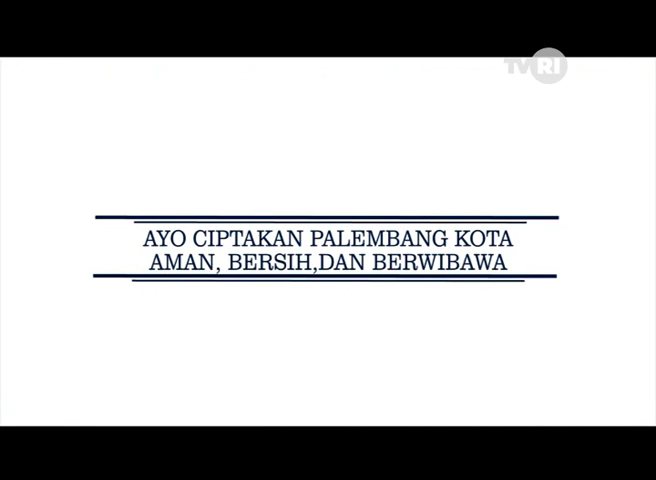 TVRI
AYO CIPTAKAN PALEMBANG KOTA
AMAN, BERSIH,DAN BERWIBAWA